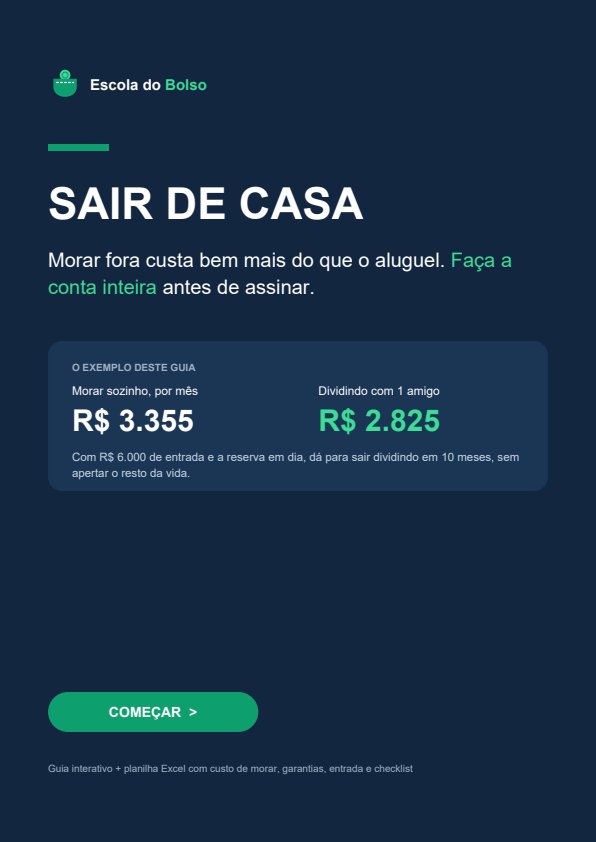 Escola do Bolso
SAIR DE CASA
Morar fora custa bem mais do que o aluguel. Faça a
conta inteira antes de assinar.
O EXEMPLO DESTE GUIA
Morar sozinho, por mês
R$ 3.355
Dividindo com 1 amigo
R$ 2.825
Com R$ 6.000 de entrada e a reserva em dia, dá para sair dividindo em 10 meses, sem
apertar o resto da vida.
COMEÇAR >
Guia interativo + planilha Excel com custo de morar, garantias, entrada e checklist